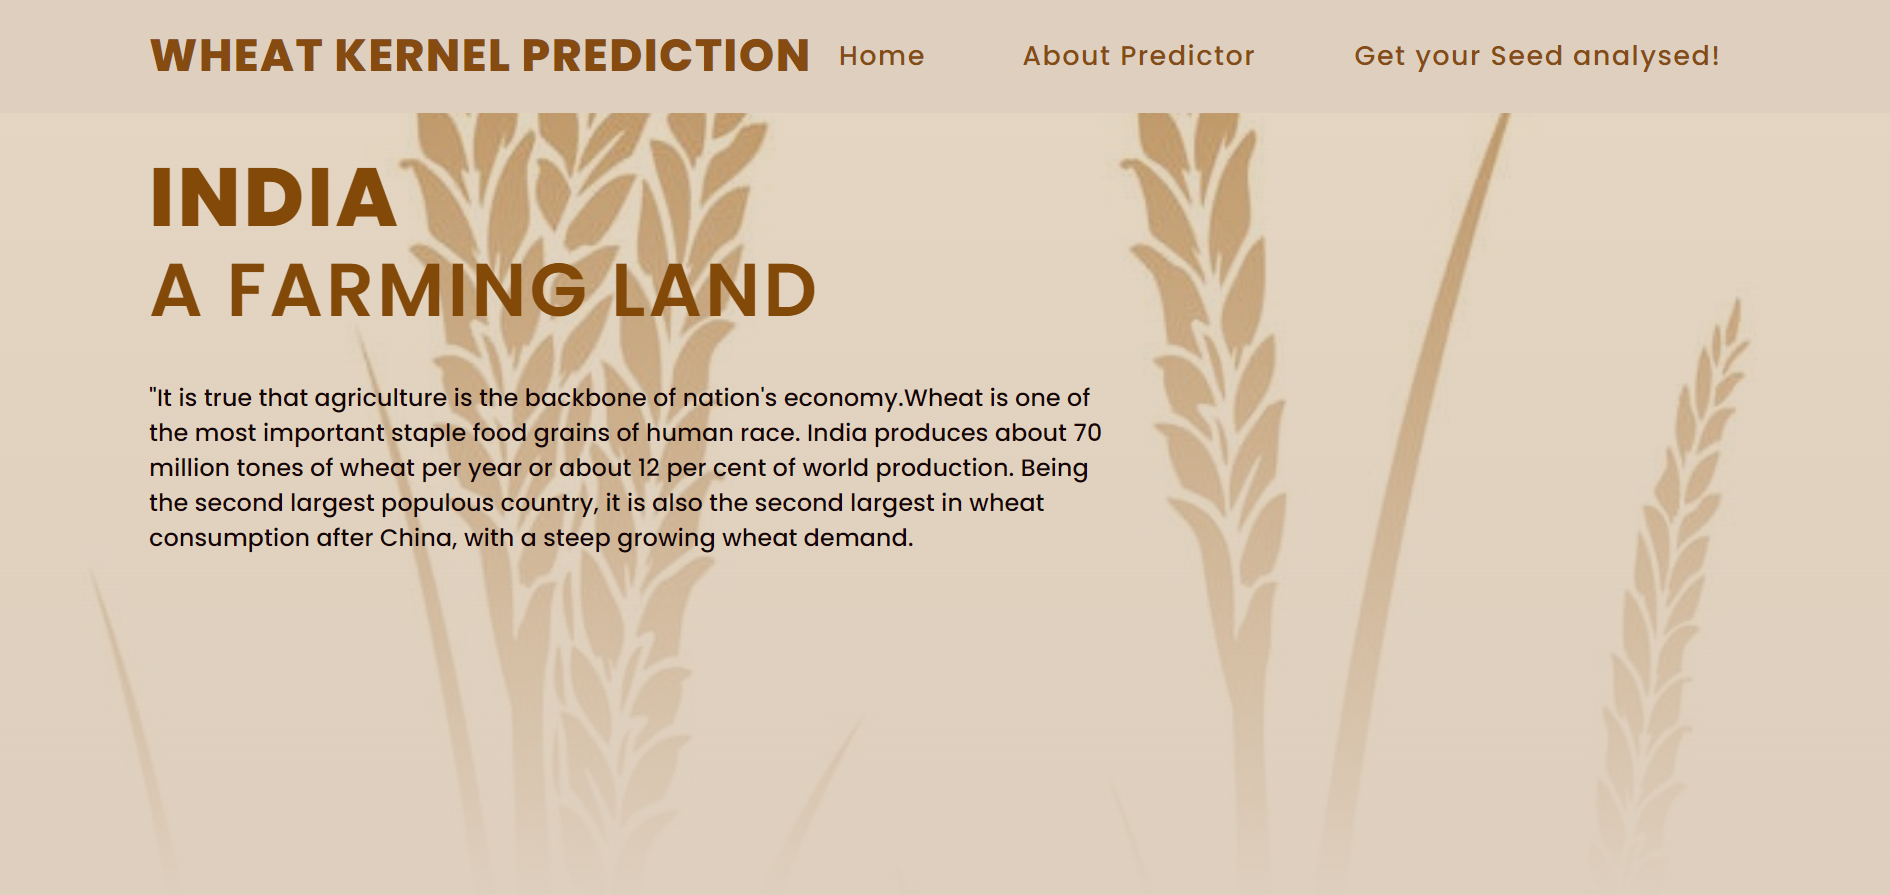 WHEAT KERNEL PREDICTION Home About Predictor Get your Seed analysed!
INDIA
A FARMING LAND
"It is true that agriculture is the backbone of nation's economy.Wheat is one of
the most important staple food grains of human race. India produces about 70
million tones of wheat per year or about 12 per cent of world production. Being
the second largest populous country, it is also the second largest in wheat
consumption after China, with a steep growing wheat demand.